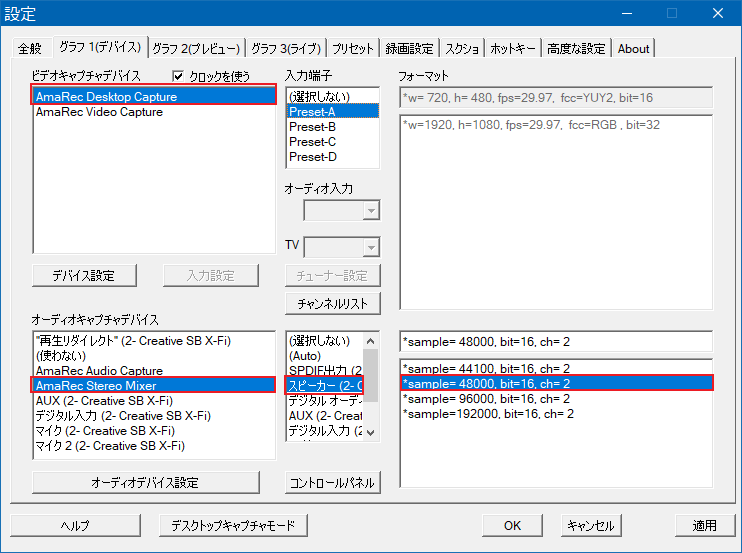 設定
全般 グラフ 1(デバイス) グラフ 2(プレビュー) グラフ 3(ライブ) プリセット 録画設定 スクショ ホットキー 高度な設定 About
ビデオキャプチャデバイス
クロックを使う
AmaRec Desktop Capture
AmaRec Video Capture
デバイス設定
入力設定
入力端子
(選択しない)
Preset-A
Preset-B
Preset-C
Preset-D
オーディオ入力
TV
チューナー設定
チャンネルリスト
フォーマット
*w= 720, h= 480, fps=29.97, fcc=YUY2, bit=16
*w=1920, h=1080, fps=29.97, fcc=RGB , bit=32
オーディオキャプチャデバイス
"再生リダイレクト" (2- Creative SB X-Fi)
(使わない)
AmaRec Audio Capture
AmaRec Stereo Mixer
AUX (2- Creative SB X-Fi)
デジタル入力 (2- Creative SB X-Fi)
マイク (2- Creative SB X-Fi)
マイク 2 (2- Creative SB X-Fi)
オーディオデバイス設定
(選択しない)
(Auto)
SPDIF出力 (2
スピーカー (2- C
デジタル オーデ
AUX (2- Creat
デジタル入力 (2
コントロールパネル
*sample= 48000, bit=16, ch= 2
*sample= 44100, bit=16, ch= 2
*sample= 48000, bit=16, ch= 2
*sample= 96000, bit=16, ch= 2
*sample=192000, bit=16, ch= 2
ヘルプ デスクトップキャプチャモード OK キャンセル 適用